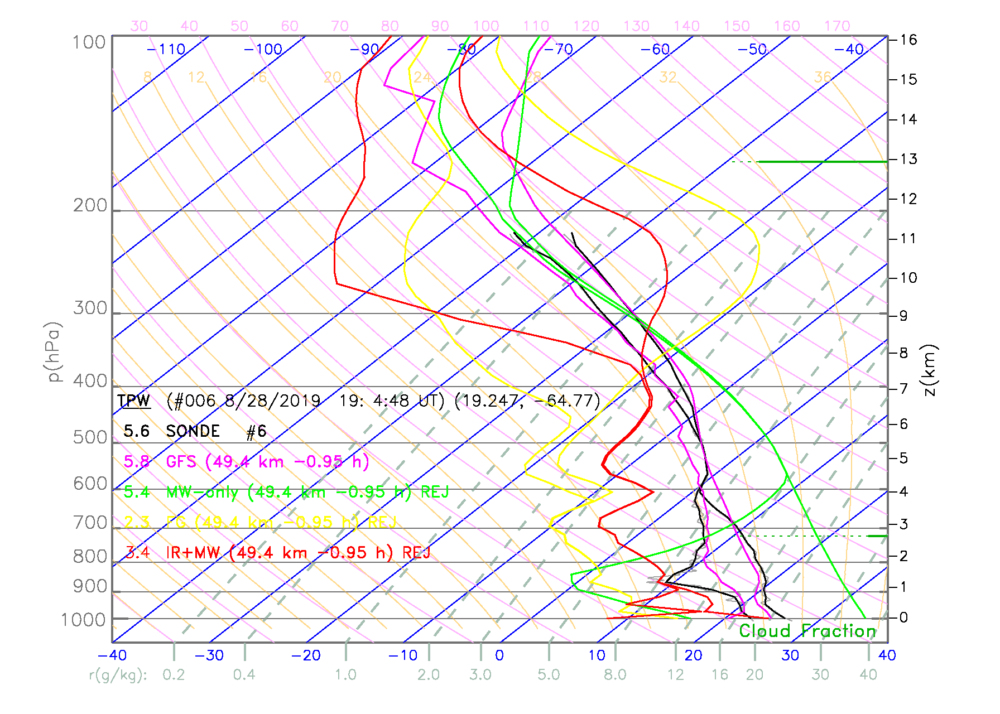 30 40 50 60 70 80 90 100 110 120 130 140 150 160 170
100 -110 -100 -90 -80 -70 -60 -50 -40 -16
8 12 16 20 24 28 32 36 -15
-14
-13
200 -12
-11
-10
300 -9
p(hPa) -8 z(km)
400 -7
TPW (#006 8/28/2019 19: 4:48 UT) (19.247, -64.77)
5.6 SONDE #6 -6
500
5.8 GFS (49.4 km -0.95 h) -5
600 5.4 MW-only (49.4 km -0.95 h) REJ -4
700 2.3 FG (49.4 km -0.95 h) REJ -3
3.4 IR+MW (49.4 km -0.95 h) REJ
800 -2
900 -1
1000 -0
Cloud Fraction
-40 -30 -20 -10 0 10 20 30 40
r(g/kg): 0.2 0.4 1.0 2.0 3.0 5.0 8.0 12 16 20 30 40